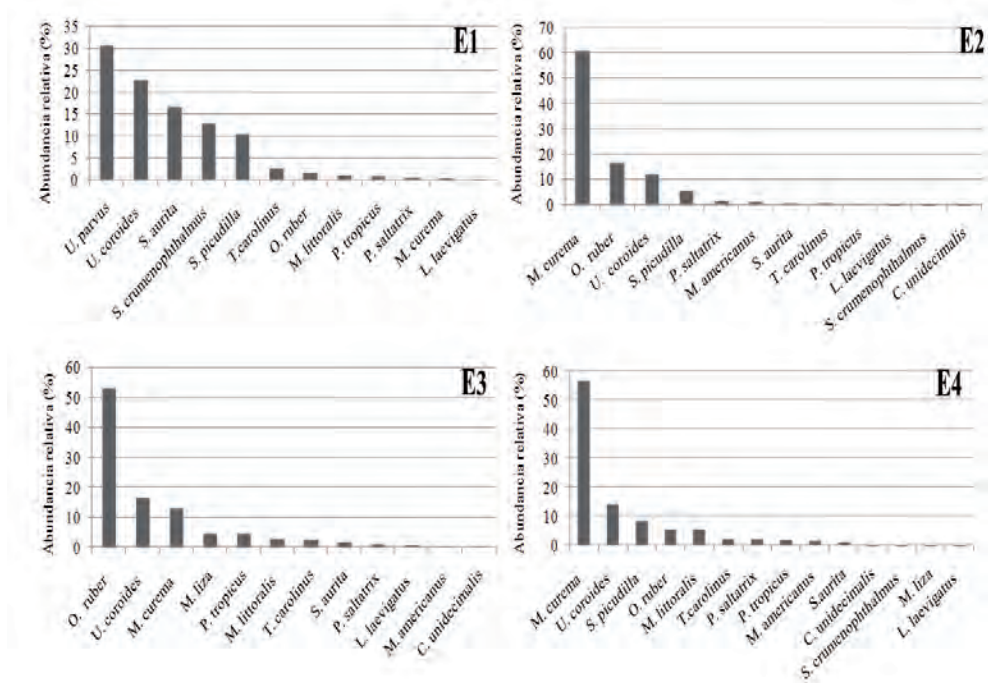 E1
Abundancia relativa (%)
35
30
25
20
15
10
5
0
U. parvus
U. coroides
S. aurita
S. crumenophthalmus
S. picudilla
T.carolinus
O. ruber
M. littoralis
P. tropicus
P. saltatrix
M. curema
L. laevigatus
E2
Abundancia relativa (%)
70
60
50
40
30
20
10
0
M. curema
O. ruber
U. coroides
S. picudilla
P. saltatrix
M. americanus
S. aurita
T. carolinus
P. tropicus
L. laevigatus
S. crumenophthalmus
C. unidecimalis
E3
Abundancia relativa (%)
60
50
40
30
20
10
0
O. ruber
U. coroides
M. curema
M. liza
P. tropicus
M. littoralis
T. carolinus
S. aurita
P. saltatrix
L. laevigatus
M. americanus
C. unidecimalis
E4
Abundancia relativa (%)
60
50
40
30
20
10
0
M. curema
U. coroides
S. picudilla
O. ruber
M. littoralis
T.carolinus
P. saltatrix
P. tropicus
M. americanus
S.aurita
C. unidecimalis
S. crumenophthalmus
M. liza
L. laevigatus